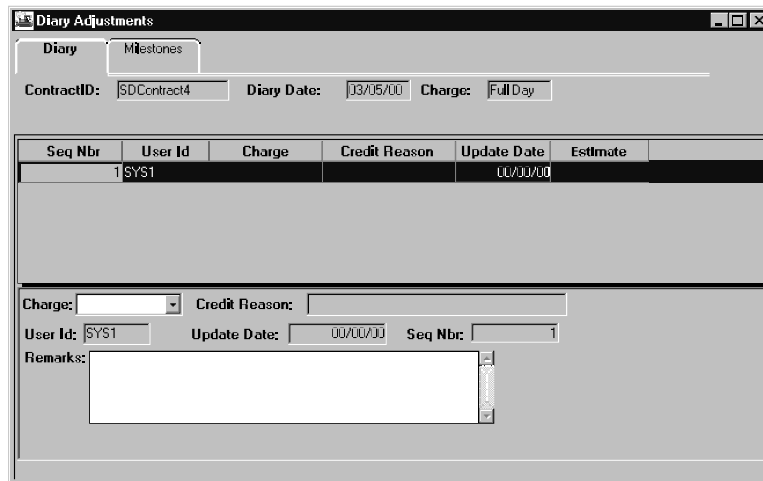 Diary Adjustments
Diary Milestones
ContractID: SDContract4 Diary Date: 03/05/00 Charge: Full Day
Seq Nbr User Id Charge Credit Reason Update Date Estimate
1 SYS1 00/00/00
Charge: Credit Reason:
User Id: SYS1 Update Date: 00/00/00 Seq Nbr: 1
Remarks: